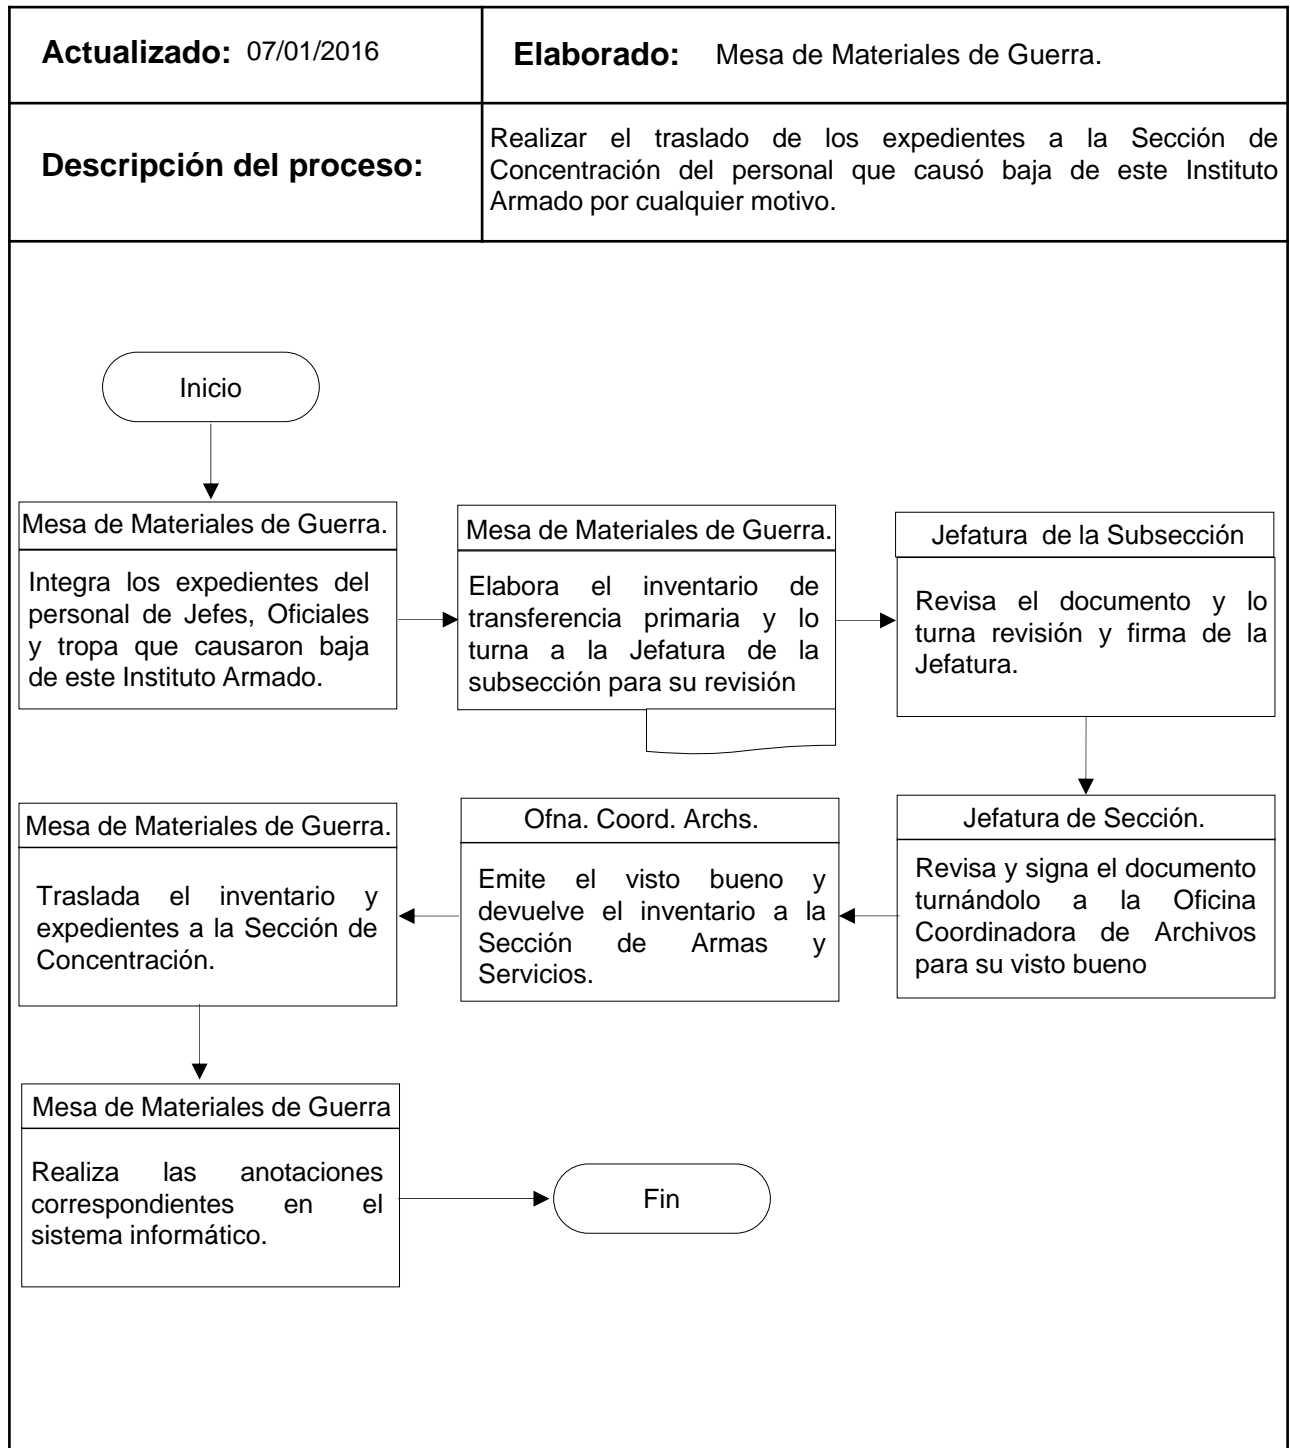 Actualizado: 07/01/2016
Elaborado: Mesa de Materiales de Guerra.
Descripción del proceso:
Realizar el traslado de los expedientes a la Sección de
Concentración del personal que causó baja de este Instituto
Armado por cualquier motivo.
Inicio
Mesa de Materiales de Guerra.
Integra los expedientes del
personal de Jefes, Oficiales
y tropa que causaron baja
de este Instituto Armado.
Mesa de Materiales de Guerra.
Elabora el inventario de
transferencia primaria y lo
turna a la Jefatura de la
subsección para su revisión
Jefatura de la Subsección
Revisa el documento y lo
turna revisión y firma de la
Jefatura.
Jefatura de Sección.
Revisa y signa el documento
turnándolo a la Oficina
Coordinadora de Archivos
para su visto bueno
Ofna. Coord. Archs.
Emite el visto bueno y
devuelve el inventario a la
Sección de Armas y
Servicios.
Mesa de Materiales de Guerra.
Traslada el inventario y
expedientes a la Sección de
Concentración.
Mesa de Materiales de Guerra
Realiza las anotaciones
correspondientes en el
sistema informático.
Fin